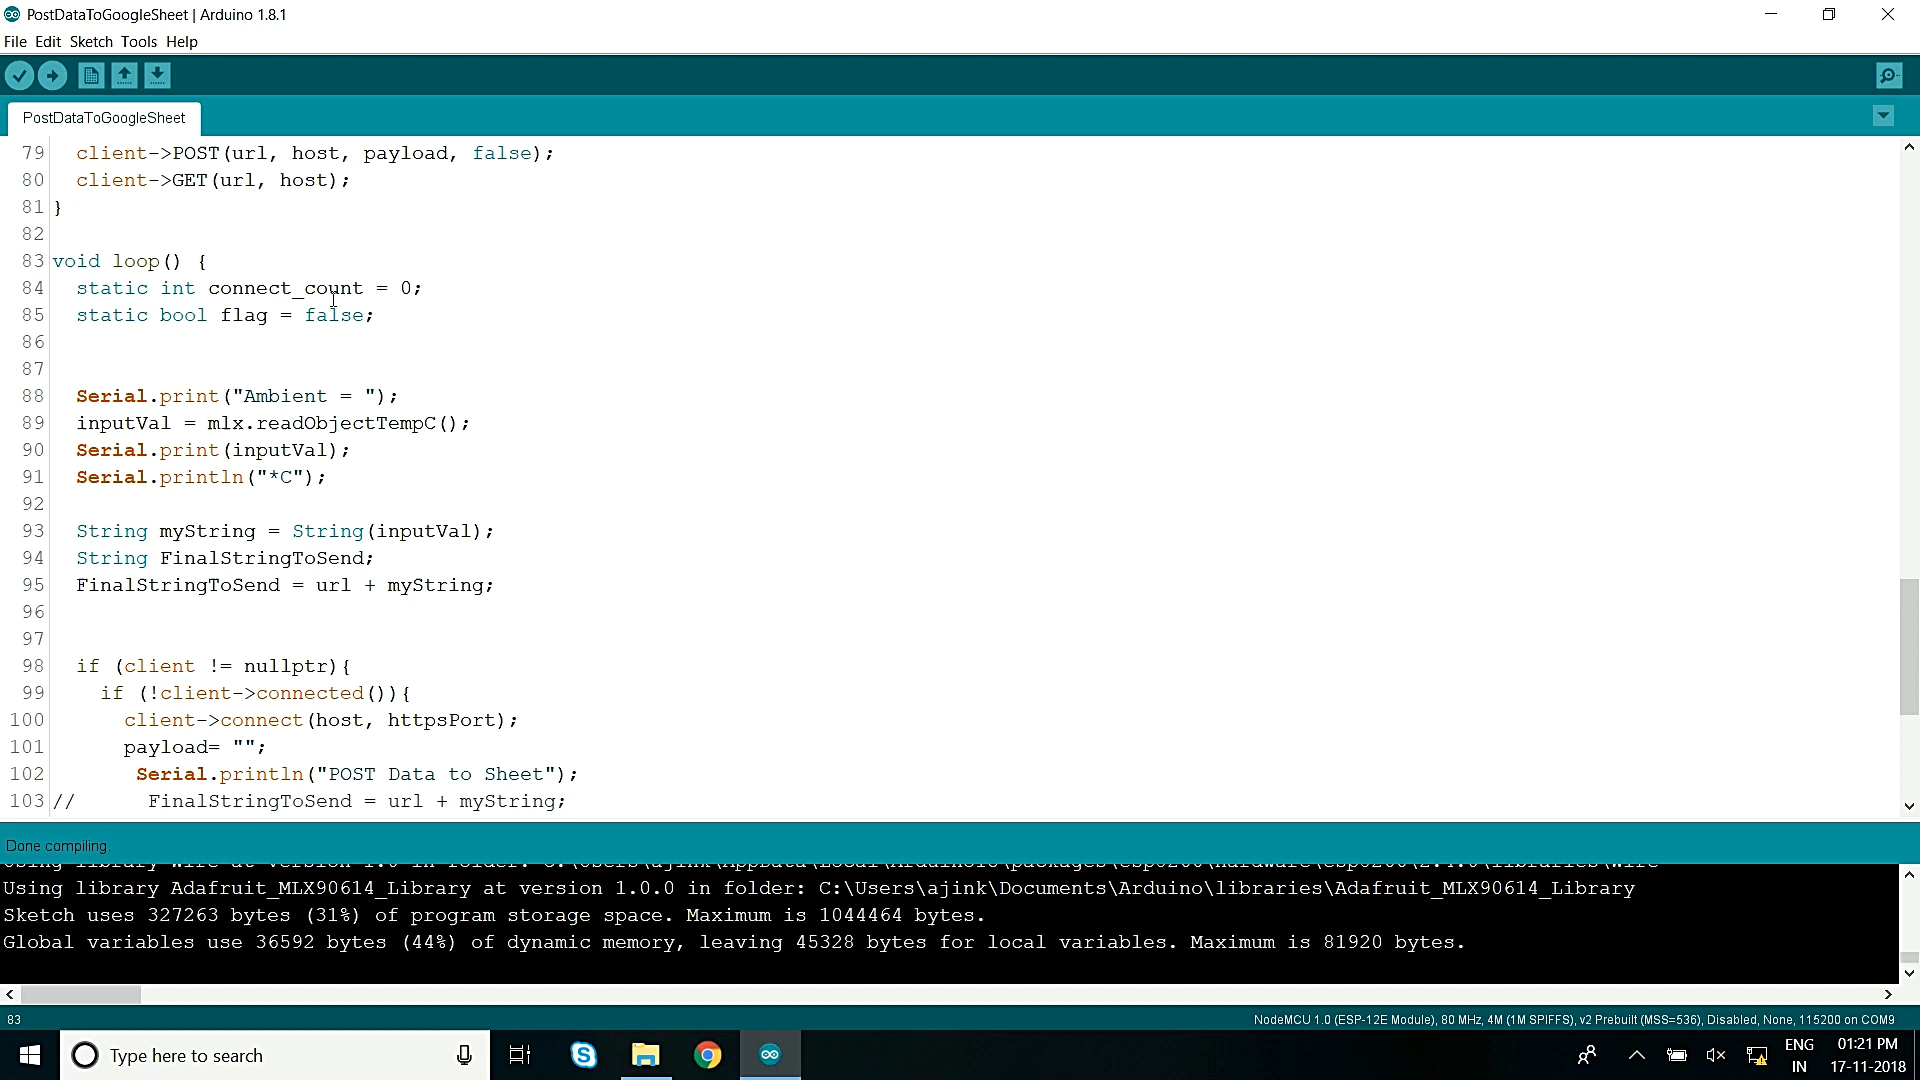 PostDataToGoogleSheet | Arduino 1.8.1
File Edit Sketch Tools Help
PostDataToGoogleSheet
79 client->POST(url, host, payload, false);
80 client->GET(url, host);
81 }
82
83 void loop() {
84 static int connect_count = 0;
85 static bool flag = false;
86
87
88 Serial.print("Ambient = ");
89 inputVal = mlx.readObjectTempC();
90 Serial.print(inputVal);
91 Serial.println("*C");
92
93 String myString = String(inputVal);
94 String FinalStringToSend;
95 FinalStringToSend = url + myString;
96
97
98 if (client != nullptr){
99 if (!client->connected()){
100 client->connect(host, httpsPort);
101 payload= "";
102 Serial.println("POST Data to Sheet");
103 // FinalStringToSend = url + myString;
Done compiling.
Using library Adafruit_MLX90614_Library at version 1.0.0 in folder: C:\Users\ajink\Documents\Arduino\libraries\Adafruit_MLX90614_Library
Sketch uses 327263 bytes (31%) of program storage space. Maximum is 1044464 bytes.
Global variables use 36592 bytes (44%) of dynamic memory, leaving 45328 bytes for local variables. Maximum is 81920 bytes.
83
NodeMCU 1.0 (ESP-12E Module), 80 MHz, 4M (1M SPIFFS), v2 Prebuilt (MSS=536), Disabled, None, 115200 on COM9
Type here to search
ENG
IN
01:21 PM
17-11-2018